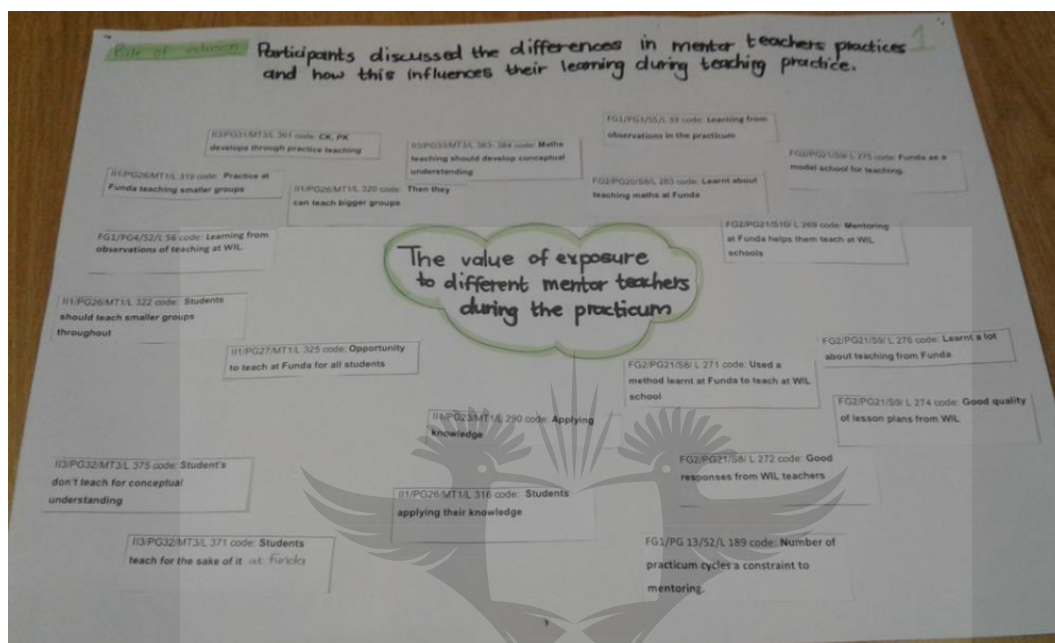 Rule of inclusion Participants discussed the differences in mentor teachers practices 1
and how this influences their learning during teaching practice.
FG1/PG3/S5/L 39 code: Learning from
observations in the practicum
II3/PG31/MT3/L 361 code: CK, PK
develops through practice teaching
II3/PG33/MT3/L 383- 384 code: Maths
teaching should develop conceptual
understanding
FG2/PG21/S9/ L 275 code: Funda as a
model school for teaching.
II1/PG26/MT1/L 319 code: Practice at
Funda teaching smaller groups
II1/PG26/MT1/L 320 code: Then they
can teach bigger groups
FG2/PG20/S8/L 263 code: Learnt about
teaching maths at Funda
FG1/PG4/S2/L 56 code: Learning from
observations of teaching at WIL
FG2/PG21/S10/ L 269 code: Mentoring
at Funda helps them teach at WIL
schools
The value of exposure
to different mentor teachers
during the practicum
II1/PG26/MT1/L 322 code: Students
should teach smaller groups
throughout
II1/PG27/MT1/L 325 code: Opportunity
to teach at Funda for all students
FG2/PG21/S8/ L 271 code: Used a
method learnt at Funda to teach at WIL
school
FG2/PG21/S9/ L 276 code: Learnt a lot
about teaching from Funda
FG2/PG21/S9/ L 274 code: Good quality
of lesson plans from WIL
II1/PG23/MT1/L 290 code: Applying
knowledge
II3/PG32/MT3/L 375 code: Student's
don't teach for conceptual
understanding
FG2/PG21/S8/ L 272 code: Good
responses from WIL teachers
II1/PG26/MT1/L 316 code: Students
applying their knowledge
II3/PG32/MT3/L 371 code: Students
teach for the sake of it at Funda
FG1/PG 13/S2/L 189 code: Number of
practicum cycles a constraint to
mentoring.